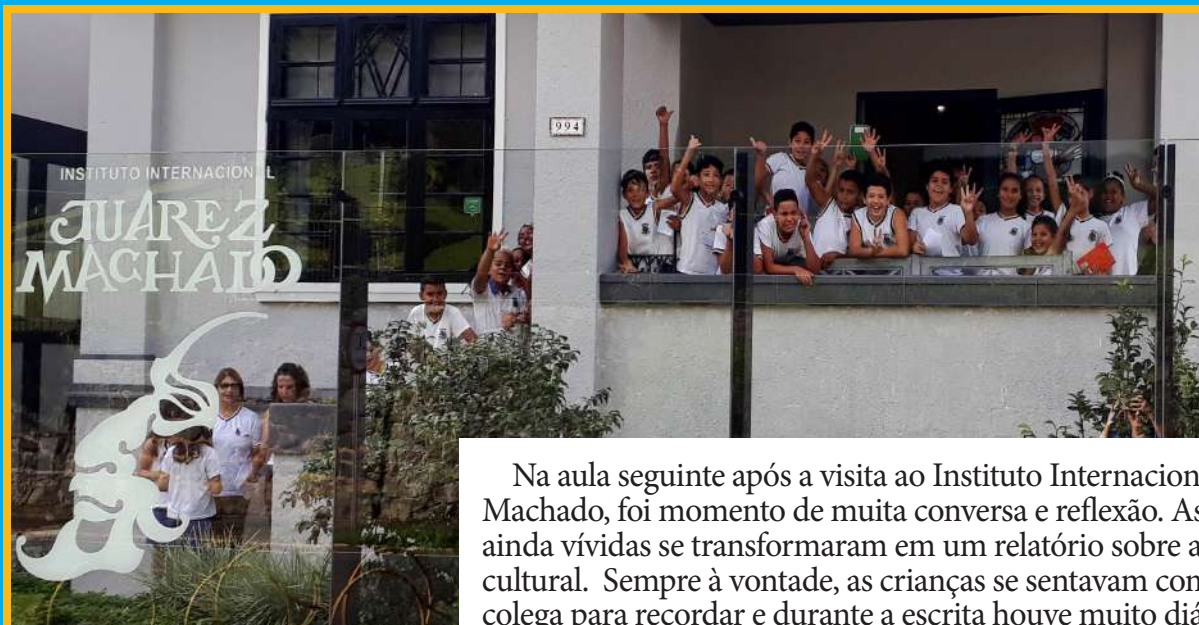 994
INSTITUTO INTERNACIONAL
JUAREZ
MACHADO
Na aula seguinte após a visita ao Instituto Internacion
Machado, foi momento de muita conversa e reflexão. As
ainda vívidas se transformaram em um relatório sobre a
cultural. Sempre à vontade, as crianças se sentavam con
colega para recordar e durante a escrita houve muito diá